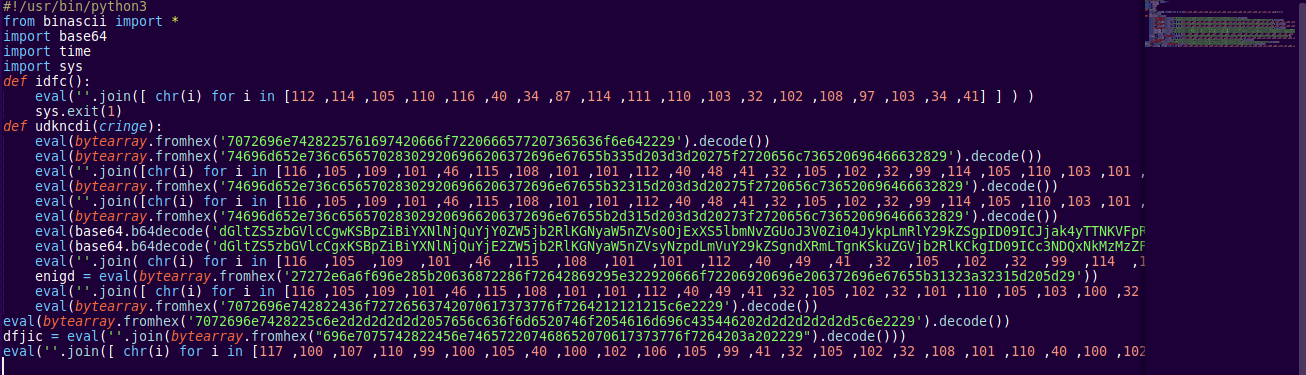 #!/usr/bin/python3
from binascii import *
import base64
import time
import sys
def idfc():
eval(''.join([ chr(i) for i in [112 ,114 ,105 ,110 ,116 ,40 ,34 ,87 ,114 ,111 ,110 ,103 ,32 ,102 ,108 ,97 ,103 ,34 ,41] ] ) )
sys.exit(1)
def udkncdi(cringe):
eval(bytearray.fromhex('7072696e7428225761697420666f7220666577207365636f6e642229').decode())
eval(bytearray.fromhex('74696d652e736c656570283029206966206372696e67655b335d203d3d20275f2720656c736520696466632829').decode())
eval(''.join([chr(i) for i in [116 ,105 ,109 ,101 ,46 ,115 ,108 ,101 ,101 ,112 ,40 ,48 ,41 ,32 ,105 ,102 ,32 ,99 ,114 ,105 ,110 ,103 ,101 ,
eval(bytearray.fromhex('74696d652e736c656570283029206966206372696e67655b32315d203d3d20275f2720656c736520696466632829').decode())
eval(''.join([chr(i) for i in [116 ,105 ,109 ,101 ,46 ,115 ,108 ,101 ,101 ,112 ,40 ,48 ,41 ,32 ,105 ,102 ,32 ,99 ,114 ,105 ,110 ,103 ,101 ,
eval(bytearray.fromhex('74696d652e736c656570283029206966206372696e67655b2d315d203d3d20273f2720656c736520696466632829').decode())
eval(base64.b64decode('dGltZS5zbGVlcCgwKSBpZiBiYXNlNjQuYjY0ZW5jb2RlKGNyaW5nZVs0OjExXS5lbmNvZGUoJ3V0Zi04JykpLmRlY29kZSgpID09ICJjak4yTTNKVFpR
eval(base64.b64decode('dGltZS5zbGVlcCgxKSBpZiBiYXNlNjQuYjE2ZW5jb2RlKGNyaW5nZVsyNzpdLmVuY29kZSgndXRmLTgnKSkuZGVjb2RlKCkgID09ICc3NDQxNkMzMzZF
eval(''.join( chr(i) for i in [116 ,105 ,109 ,101 ,46 ,115 ,108 ,101 ,101 ,112 ,40 ,49 ,41 ,32 ,105 ,102 ,32 ,99 ,114 ,1
enigd = eval(bytearray.fromhex('27272e6a6f696e285b20636872286f72642869295e322920666f72206920696e206372696e67655b31323a32315d205d29'))
eval(''.join([ chr(i) for i in [116 ,105 ,109 ,101 ,46 ,115 ,108 ,101 ,101 ,112 ,40 ,49 ,41 ,32 ,105 ,102 ,32 ,101 ,110 ,105 ,103 ,100 ,32
eval(bytearray.fromhex('7072696e742822436f72726563742070617373776f7264212121215c6e2229').decode())
eval(bytearray.fromhex('7072696e7428225c6e2d2d2d2d2d2057656c636f6d6520746f2054616d696c435446202d2d2d2d2d2d5c6e2229').decode())
dfjic = eval(''.join(bytearray.fromhex("696e7075742822456e746572207468652070617373776f7264203a202229").decode()))
eval(''.join([ chr(i) for i in [117 ,100 ,107 ,110 ,99 ,100 ,105 ,40 ,100 ,102 ,106 ,105 ,99 ,41 ,32 ,105 ,102 ,32 ,108 ,101 ,110 ,40 ,100 ,102